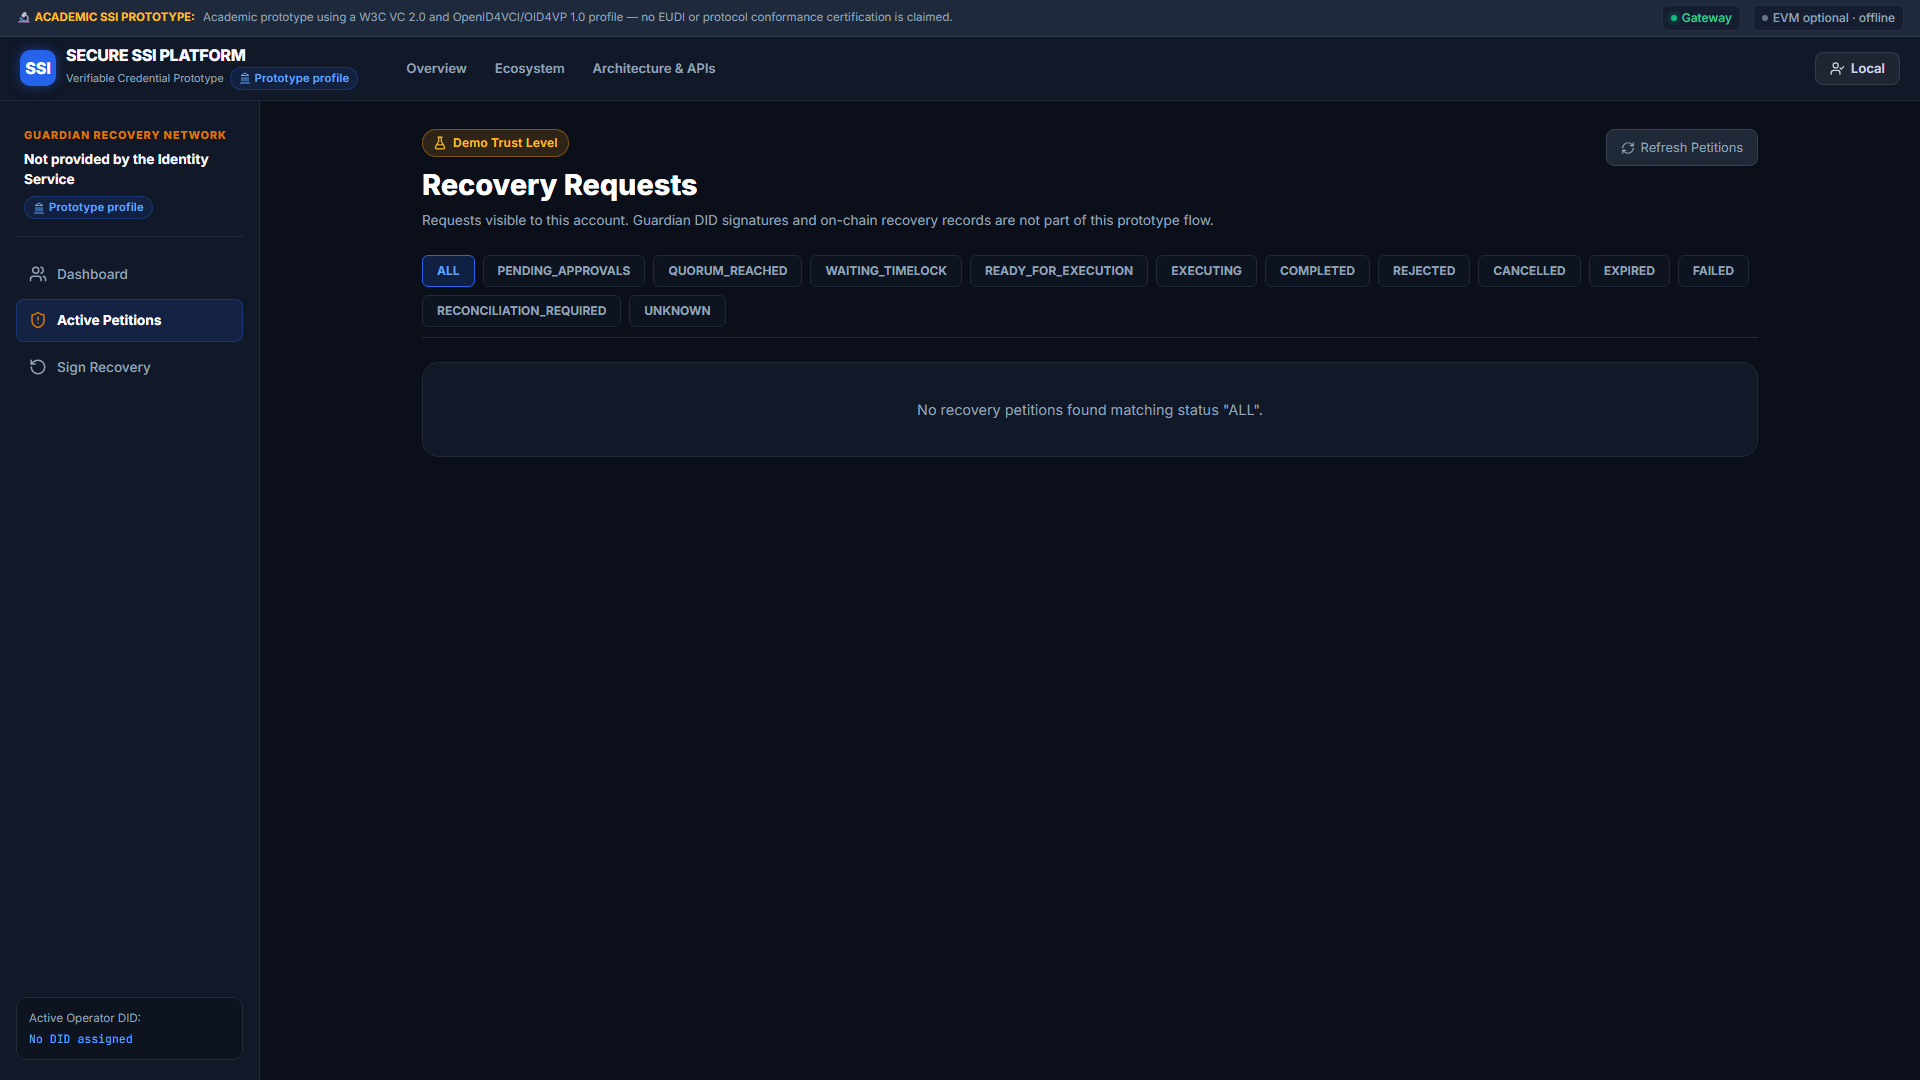 ACADEMIC SSI PROTOTYPE: Academic prototype using a W3C VC 2.0 and OpenID4VCI/OID4VP 1.0 profile — no EUDI or protocol conformance certification is claimed.
Gateway
EVM optional · offline
SSI
SECURE SSI PLATFORM
Verifiable Credential Prototype
Prototype profile
Overview
Ecosystem
Architecture & APIs
Local
GUARDIAN RECOVERY NETWORK
Not provided by the Identity
Service
Prototype profile
Dashboard
Active Petitions
Sign Recovery
Active Operator DID:
No DID assigned
Demo Trust Level
Recovery Requests
Requests visible to this account. Guardian DID signatures and on-chain recovery records are not part of this prototype flow.
Refresh Petitions
ALL
PENDING_APPROVALS
QUORUM_REACHED
WAITING_TIMELOCK
READY_FOR_EXECUTION
EXECUTING
COMPLETED
REJECTED
CANCELLED
EXPIRED
FAILED
RECONCILIATION_REQUIRED
UNKNOWN
No recovery petitions found matching status "ALL".